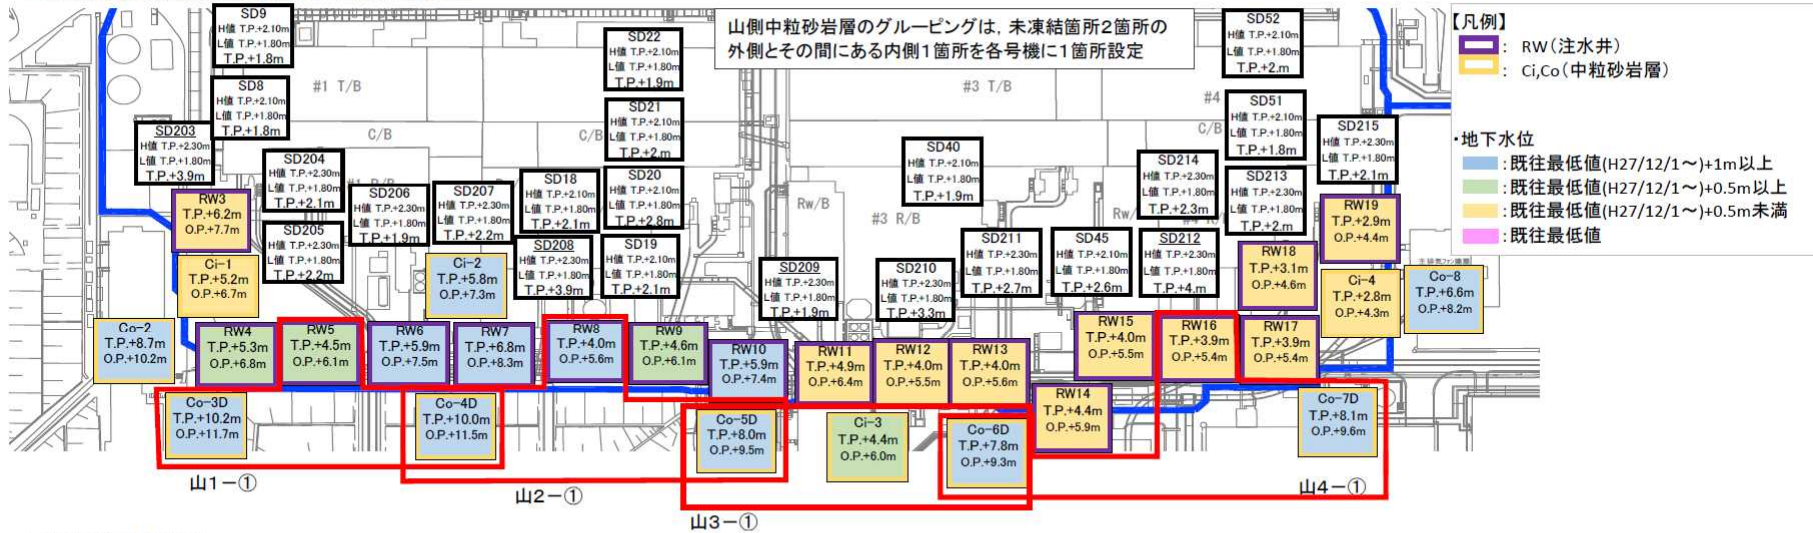 山側中粒砂岩層のグルーピングは，未凍結箇所2箇所の
外側とその間にある内側1箇所を各号機に1箇所設定
【凡例】
： RW（注水井）
： Ci,Co（中粒砂岩層）
・地下水位
：既往最低値(H27/12/1～)+1m以上
：既往最低値(H27/12/1～)+0.5m以上
：既往最低値(H27/12/1～)+0.5m未満
：既往最低値
SD9
H値 T.P.+2.10m
L値 T.P.+1.80m
T.P.+1.8m
SD8
H値 T.P.+2.10m
L値 T.P.+1.80m
T.P.+1.8m
SD203
H値 T.P.+2.30m
L値 T.P.+1.80m
T.P.+3.9m
SD204
H値 T.P.+2.30m
L値 T.P.+1.80m
T.P.+2.1m
SD205
H値 T.P.+2.30m
L値 T.P.+1.80m
T.P.+2.2m
SD206
H値 T.P.+2.30m
L値 T.P.+1.80m
T.P.+1.9m
SD207
H値 T.P.+2.30m
L値 T.P.+1.80m
T.P.+2.2m
SD18
H値 T.P.+2.10m
L値 T.P.+1.80m
T.P.+2.1m
SD208
H値 T.P.+2.30m
L値 T.P.+1.80m
T.P.+3.9m
SD22
H値 T.P.+2.10m
L値 T.P.+1.80m
T.P.+1.9m
SD21
H値 T.P.+2.10m
L値 T.P.+1.80m
T.P.+2.m
SD20
H値 T.P.+2.10m
L値 T.P.+1.80m
T.P.+2.8m
SD19
H値 T.P.+2.10m
L値 T.P.+1.80m
T.P.+2.1m
SD209
H値 T.P.+2.30m
L値 T.P.+1.80m
T.P.+1.9m
SD210
H値 T.P.+2.30m
L値 T.P.+1.80m
T.P.+3.3m
SD40
H値 T.P.+2.10m
L値 T.P.+1.80m
T.P.+1.9m
SD211
H値 T.P.+2.30m
L値 T.P.+1.80m
T.P.+2.7m
SD45
H値 T.P.+2.10m
L値 T.P.+1.80m
T.P.+2.6m
SD214
H値 T.P.+2.30m
L値 T.P.+1.80m
T.P.+2.3m
SD212
H値 T.P.+2.30m
L値 T.P.+1.80m
T.P.+4.m
SD52
H値 T.P.+2.10m
L値 T.P.+1.80m
T.P.+2.m
SD51
H値 T.P.+2.10m
L値 T.P.+1.80m
T.P.+1.8m
SD213
H値 T.P.+2.30m
L値 T.P.+1.80m
T.P.+2.m
SD215
H値 T.P.+2.30m
L値 T.P.+1.80m
T.P.+2.1m
#1 T/B
C/B
C/B
#3 T/B
#4
C/B
Rw/B
#3 R/B
Rw
RW3
T.P.+6.2m
O.P.+7.7m
Ci-1
T.P.+5.2m
O.P.+6.7m
Ci-2
T.P.+5.8m
O.P.+7.3m
RW19
T.P.+2.9m
O.P.+4.4m
RW18
T.P.+3.1m
O.P.+4.6m
Ci-4
T.P.+2.8m
O.P.+4.3m
Co-8
T.P.+6.6m
O.P.+8.2m
Co-2
T.P.+8.7m
O.P.+10.2m
RW4
T.P.+5.3m
O.P.+6.8m
RW5
T.P.+4.5m
O.P.+6.1m
RW6
T.P.+5.9m
O.P.+7.5m
RW7
T.P.+6.8m
O.P.+8.3m
RW8
T.P.+4.0m
O.P.+5.6m
RW9
T.P.+4.6m
O.P.+6.1m
RW10
T.P.+5.9m
O.P.+7.4m
RW11
T.P.+4.9m
O.P.+6.4m
RW12
T.P.+4.0m
O.P.+5.5m
RW13
T.P.+4.0m
O.P.+5.6m
RW14
T.P.+4.4m
O.P.+5.9m
RW15
T.P.+4.0m
O.P.+5.5m
RW16
T.P.+3.9m
O.P.+5.4m
RW17
T.P.+3.9m
O.P.+5.4m
Co-3D
T.P.+10.2m
O.P.+11.7m
Co-4D
T.P.+10.0m
O.P.+11.5m
Co-5D
T.P.+8.0m
O.P.+9.5m
Ci-3
T.P.+4.4m
O.P.+6.0m
Co-6D
T.P.+7.8m
O.P.+9.3m
Co-7D
T.P.+8.1m
O.P.+9.6m
山1－①
山2－①
山3－①
山4－①